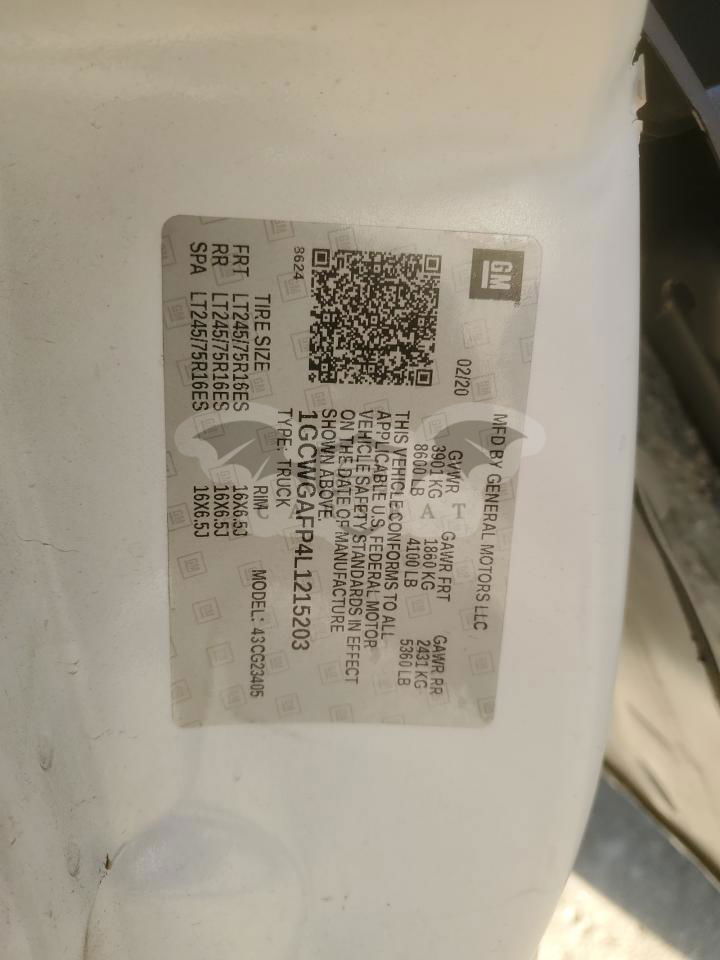 GM
MFD BY GENERAL MOTORS LLC
02/20
GVWR GAWR FRT GAWR RR
3901 KG 1860 KG 2431 KG
8600 LB 4100 LB 5360 LB
THIS VEHICLE CONFORMS TO ALL
APPLICABLE U.S. FEDERAL MOTOR
VEHICLE SAFETY STANDARDS IN EFFECT
ON THE DATE OF MANUFACTURE
SHOWN ABOVE.
1GCWGAFP4L1215203
8624
TYPE: TRUCK
MODEL: 43CG23405
TIRE SIZE RIM
FRT LT245/75R16ES 16X6.5J
RR LT245/75R16ES 16X6.5J
SPA LT245/75R16ES 16X6.5J